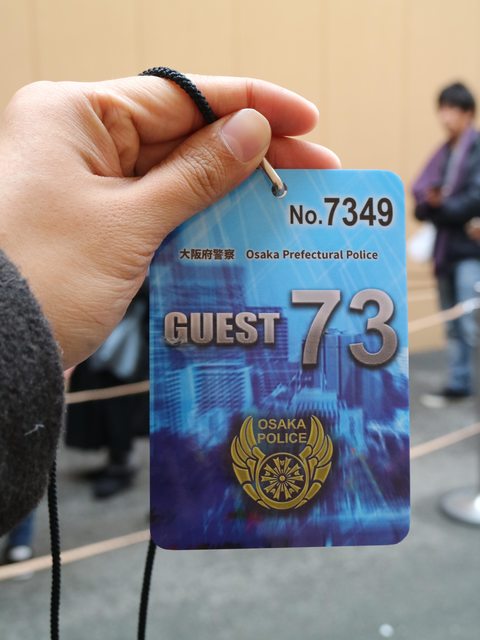 No.7349
大阪府警察 Osaka Prefectural Police
GUEST 73
OSAKA
POLICE